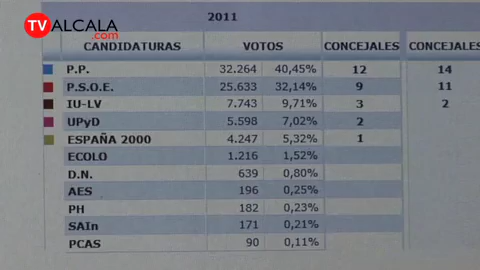 TV ALCALA
.com
2011
CANDIDATURAS VOTOS CONCEJALES CONCEJALES
P.P. 32.264 40,45% 12 14
P.S.O.E. 25.633 32,14% 9 11
IU-LV 7.743 9,71% 3 2
UPyD 5.598 7,02% 2
ESPAÑA 2000 4.247 5,32% 1
ECOLO 1.216 1,52%
D.N. 639 0,80%
AES 196 0,25%
PH 182 0,23%
SAIn 171 0,21%
PCAS 90 0,11%